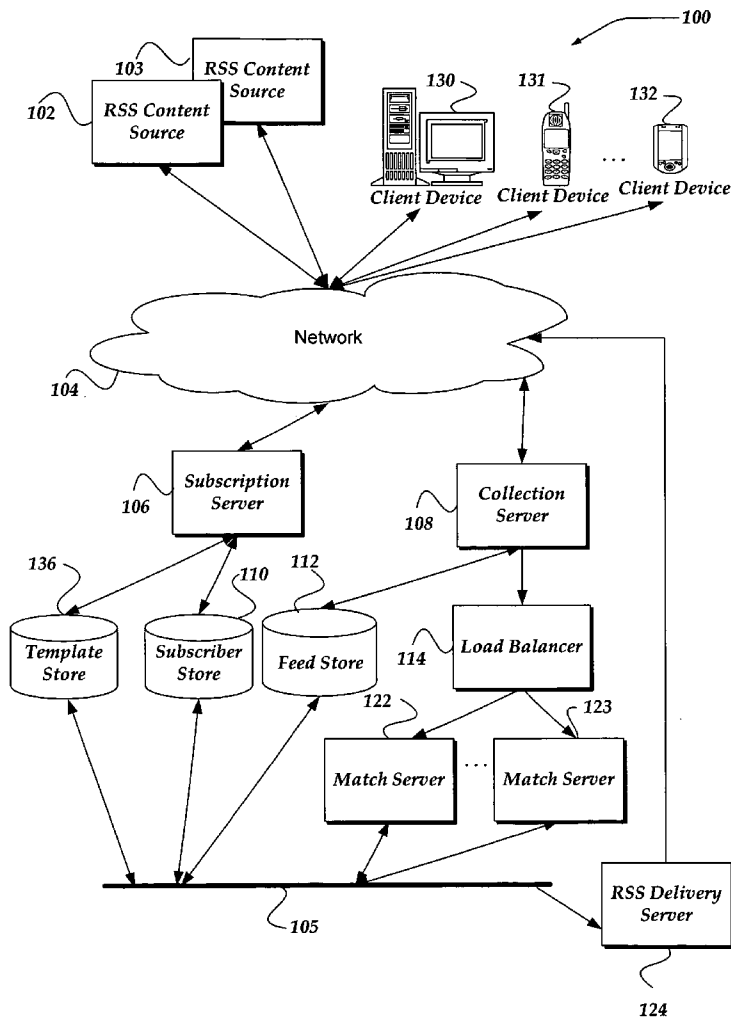 100
103
RSS Content
Source
102
RSS Content
Source
130
131
132
Client Device
Client Device
...
Client Device
Network
104
106
Subscription
Server
108
Collection
Server
136
110
112
Template
Store
Subscriber
Store
Feed Store
114
Load Balancer
122
123
Match Server
...
Match Server
105
RSS Delivery
Server
124